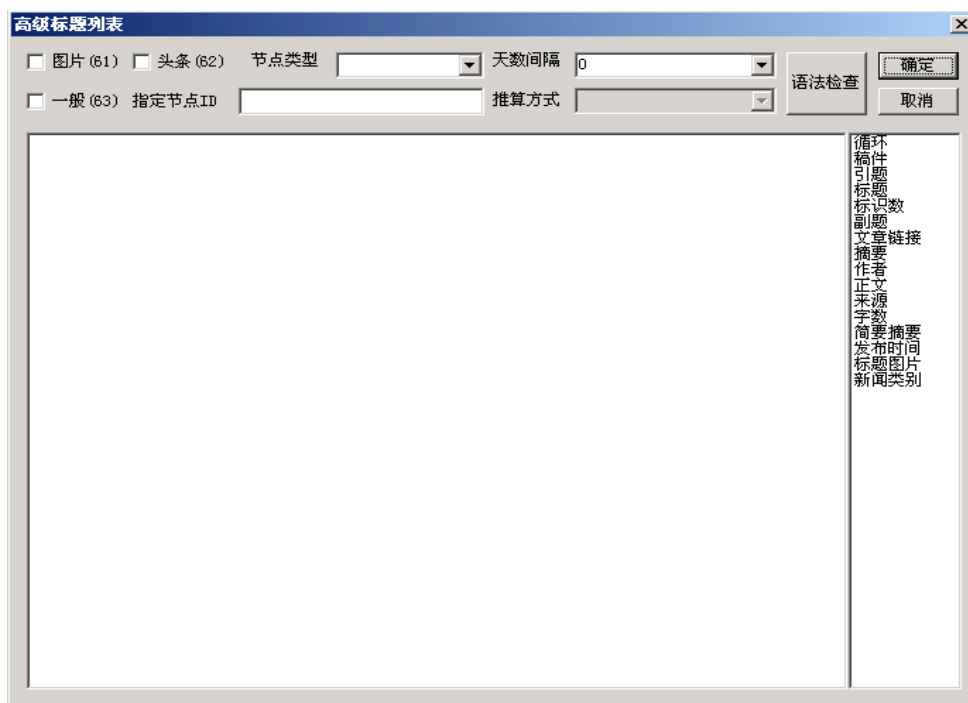 高级标题列表
图片(61) 头条(62) 节点类型 天数间隔 0 语法检查 确定
一般(63) 指定节点ID 推算方式 取消
循环
稿件
引题
标题
标识数
副题
文章链接
摘要
作者
正文
来源
字数
简要摘要
发布时间
标题图片
新闻类别